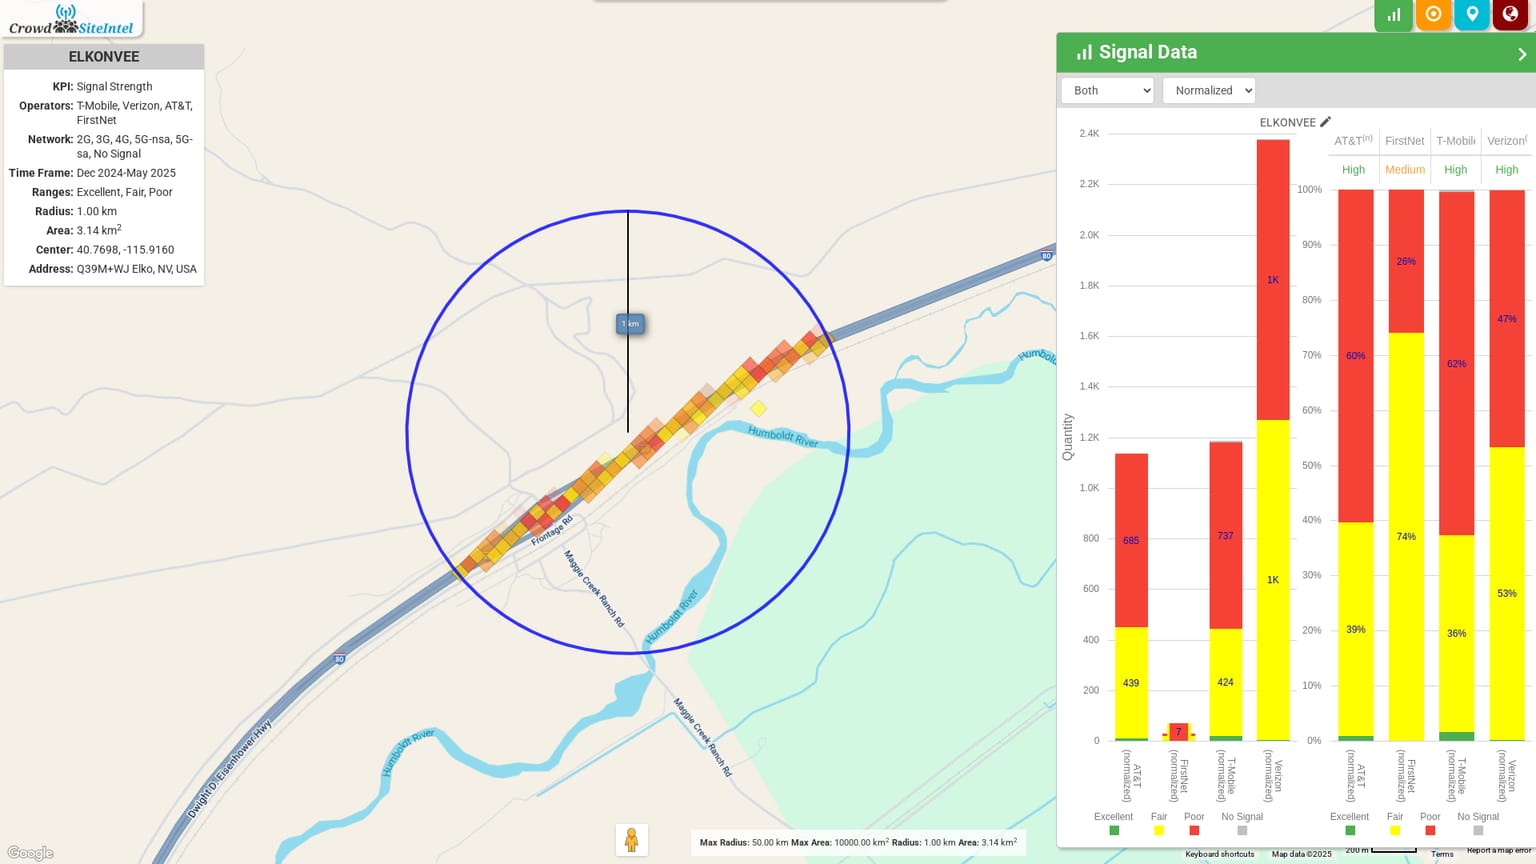 Crowd SiteIntel
ELKONVEE
KPI: Signal Strength
Operators: T-Mobile, Verizon, AT&T,
FirstNet
Network: 2G, 3G, 4G, 5G-nsa, 5G-
sa, No Signal
Time Frame: Dec 2024-May 2025
Ranges: Excellent, Fair, Poor
Radius: 1.00 km
Area: 3.14 km²
Center: 40.7698, -115.9160
Address: Q39M+WJ Elko, NV, USA
1 km
80
80
Humboldt River
Humboldt River
Humboldt River
Humbold
Frontage Rd
Maggie Creek Ranch Rd
Maggie Creek Ranch Rd
Dwight D. Eisenhower Hwy
Google
Max Radius: 50.00 km Max Area: 10000.00 km² Radius: 1.00 km Area: 3.14 km²
Keyboard shortcuts
Map data ©2025
200 m
Terms
Report a map error
Signal Data
Both
Normalized
ELKONVEE
Quantity
2.4K
2.2K
2.0K
1.8K
1.6K
1.4K
1.2K
1.0K
800
600
400
200
0
685
439
7
737
424
1K
1K
AT&T
(normalized)
FirstNet
(normalized)
T-Mobile
(normalized)
Verizon
(normalized)
Excellent
Fair
Poor
No Signal
AT&T(n)
FirstNet
T-Mobile
Verizon(
High
Medium
High
High
100%
90%
80%
70%
60%
50%
40%
30%
20%
10%
0%
60%
39%
26%
74%
62%
36%
47%
53%
AT&T
(normalized)
FirstNet
(normalized)
T-Mobile
(normalized)
Verizon
(normalized)
Excellent
Fair
Poor
No Signal